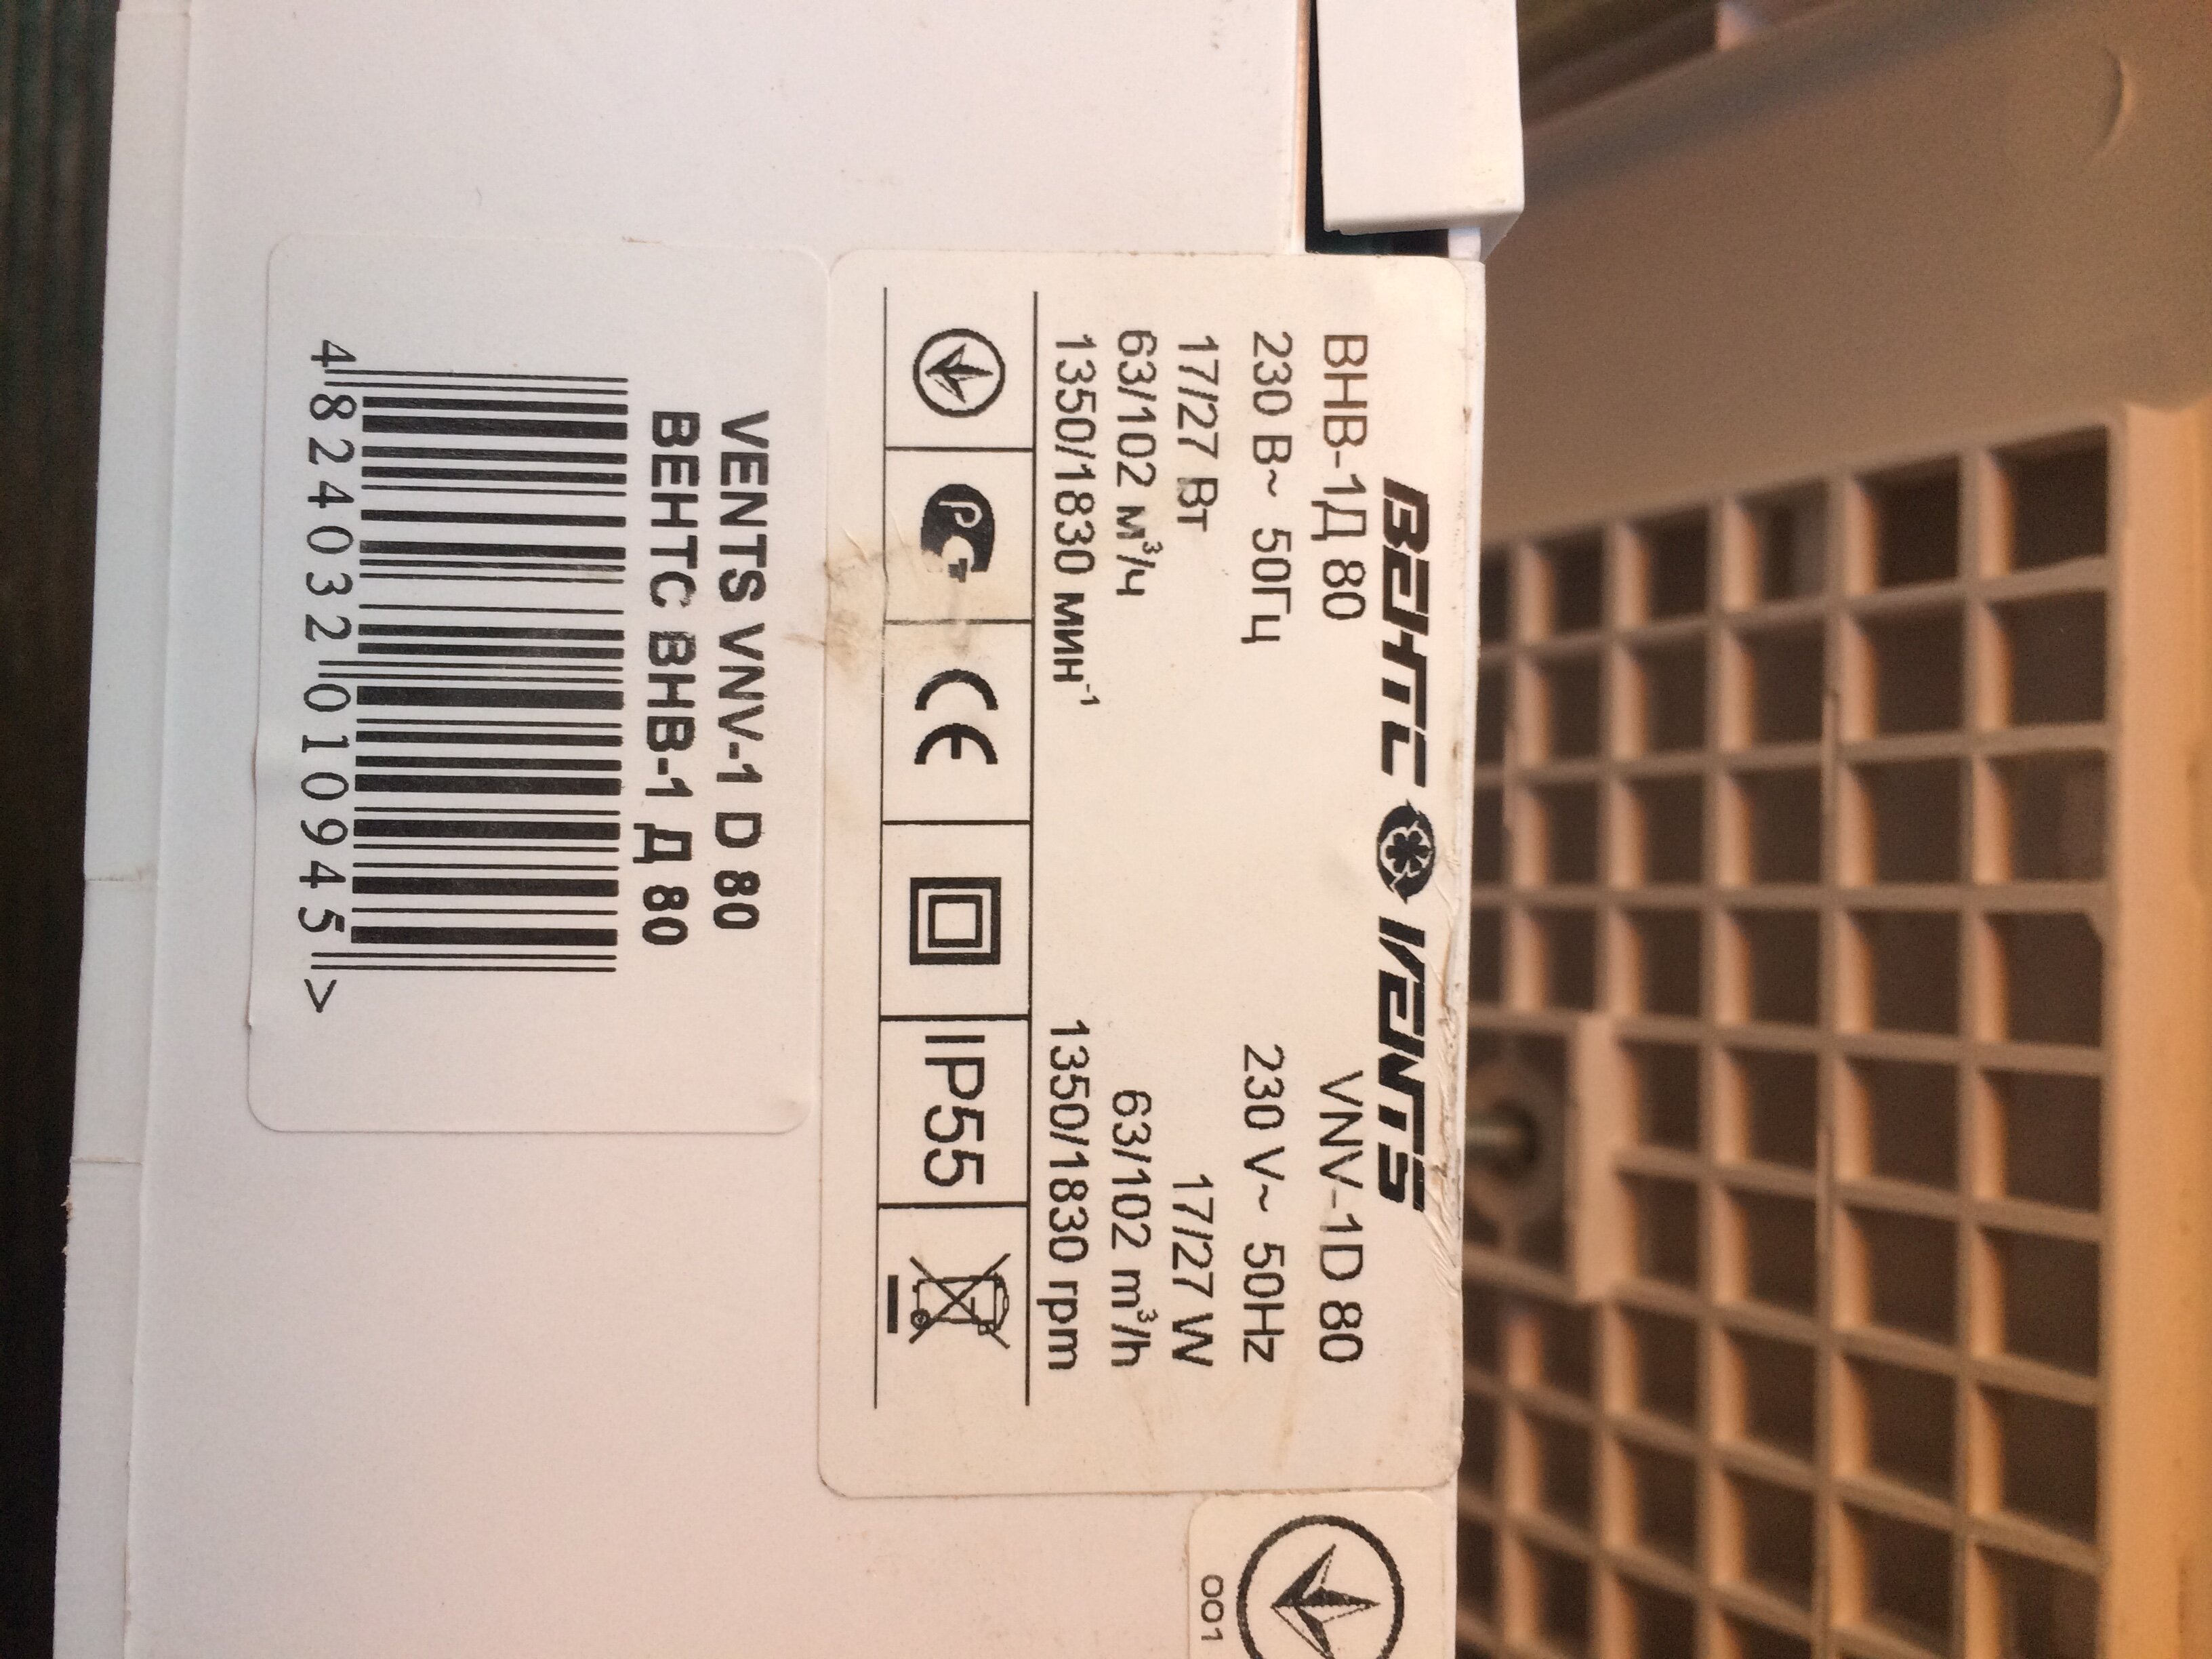 ВЕНТС VENTS
ВНВ-1Д 80 VNV-1D 80
230 В~ 50Гц 230 V~ 50Hz
17/27 Вт 17/27 W
63/102 м³/ч 63/102 m³/h
1350/1830 мин⁻¹ 1350/1830 rpm
IP55
VENTS VNV-1 D 80
ВЕНТС ВНВ-1 Д 80
4 824032 010945 >
001